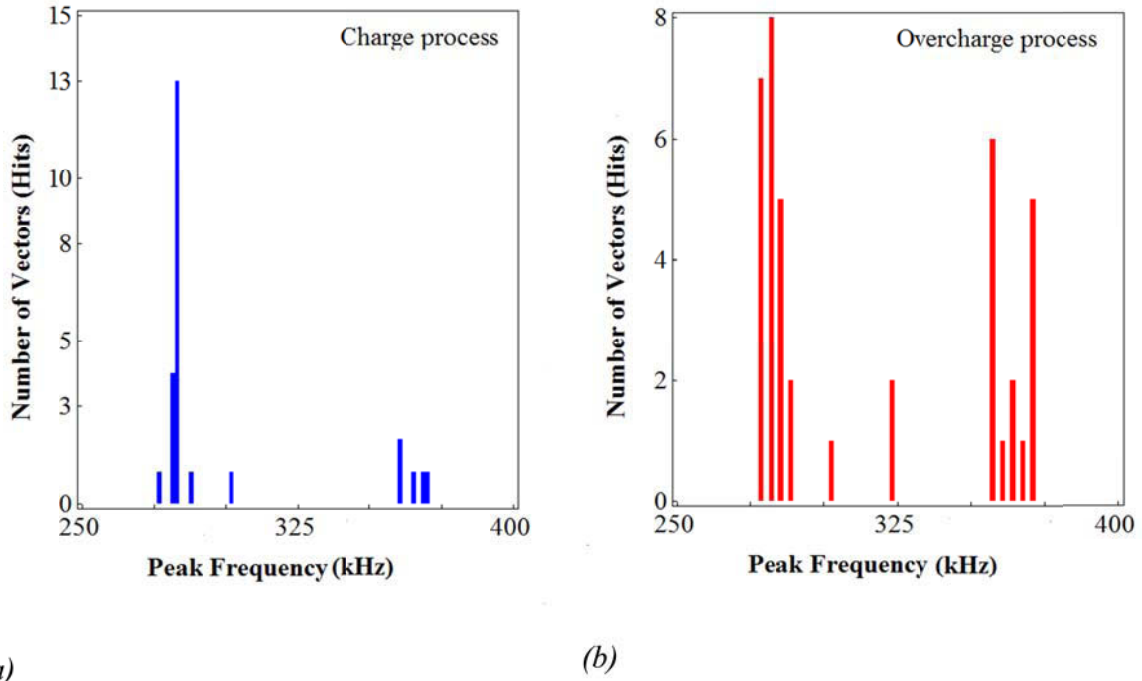 15
13
10
8
5
3
0
Number of Vectors (Hits)
Charge process
250
325
400
Peak Frequency (kHz)
a)
8
6
4
2
0
Number of Vectors (Hits)
Overcharge process
250
325
400
Peak Frequency (kHz)
(b)